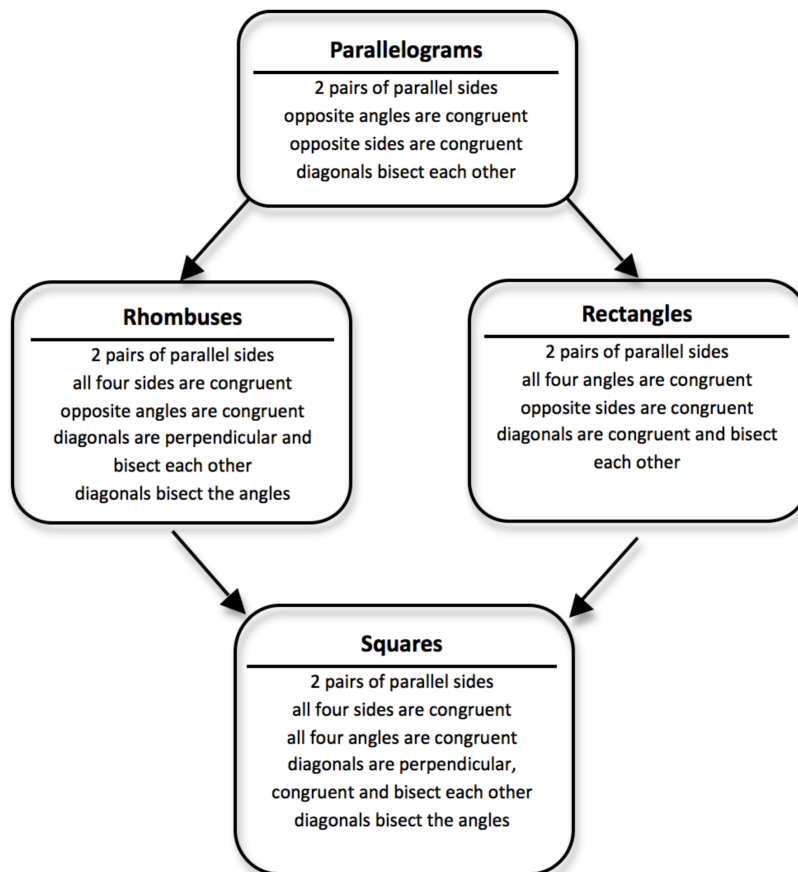 Parallelograms
2 pairs of parallel sides
opposite angles are congruent
opposite sides are congruent
diagonals bisect each other
Rhombuses
2 pairs of parallel sides
all four sides are congruent
opposite angles are congruent
diagonals are perpendicular and
bisect each other
diagonals bisect the angles
Rectangles
2 pairs of parallel sides
all four angles are congruent
opposite sides are congruent
diagonals are congruent and bisect
each other
Squares
2 pairs of parallel sides
all four sides are congruent
all four angles are congruent
diagonals are perpendicular,
congruent and bisect each other
diagonals bisect the angles